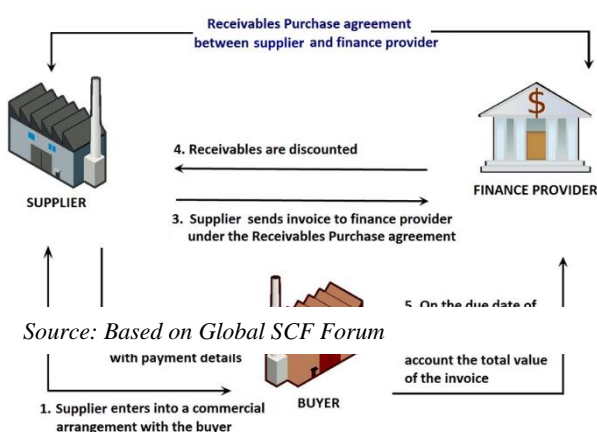 Receivables Purchase agreement
between supplier and finance provider
$
4. Receivables are discounted
SUPPLIER
FINANCE PROVIDER
3. Supplier sends invoice to finance provider
under the Receivables Purchase agreement
5. On the due date of
Source: Based on Global SCF Forum
with payment details
account the total value
of the invoice
BUYER
1. Supplier enters into a commercial
arrangement with the buyer